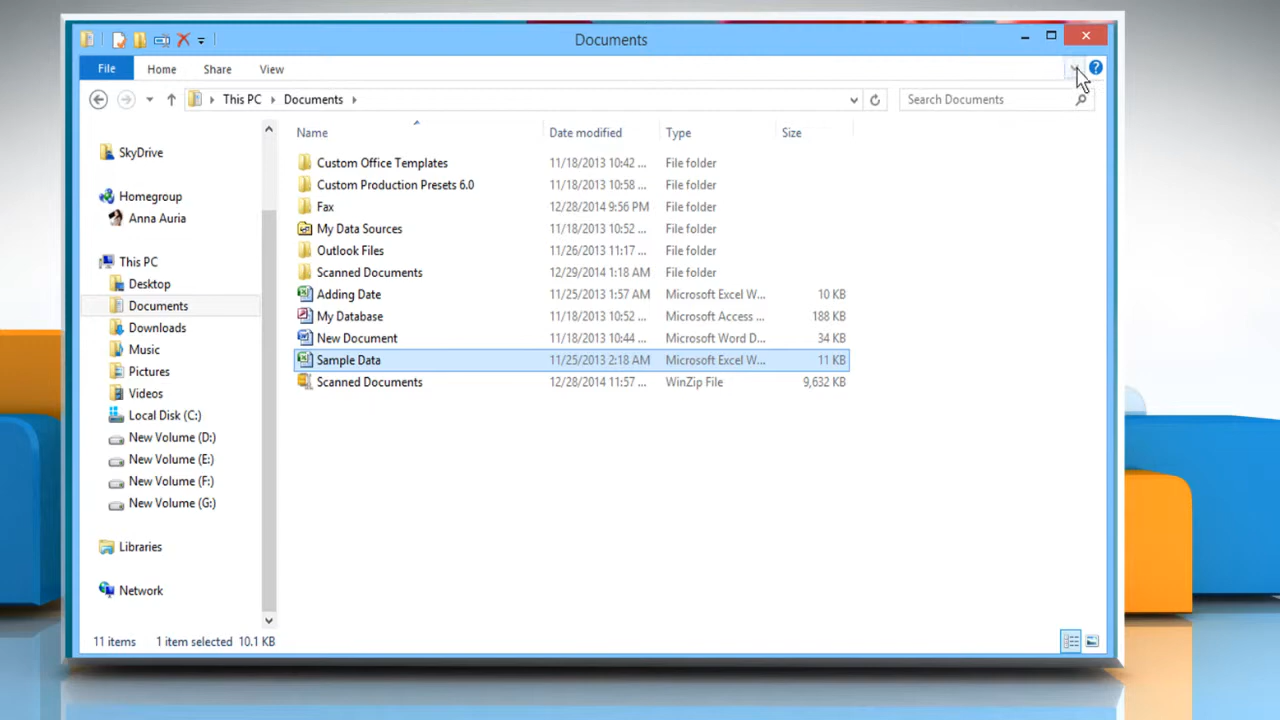 Documents
File Home Share View
This PC Documents Search Documents
Name Date modified Type Size
SkyDrive
Homegroup
Anna Auria
This PC
Desktop
Documents
Downloads
Music
Pictures
Videos
Local Disk (C:)
New Volume (D:)
New Volume (E:)
New Volume (F:)
New Volume (G:)
Libraries
Network
Custom Office Templates 11/18/2013 10:42 ... File folder
Custom Production Presets 6.0 11/18/2013 10:58 ... File folder
Fax 12/28/2014 9:56 PM File folder
My Data Sources 11/18/2013 10:52 ... File folder
Outlook Files 11/26/2013 11:17 ... File folder
Scanned Documents 12/29/2014 1:18 AM File folder
Adding Date 11/25/2013 1:57 AM Microsoft Excel W... 10 KB
My Database 11/18/2013 10:52 ... Microsoft Access ... 188 KB
New Document 11/18/2013 10:44 ... Microsoft Word D... 34 KB
Sample Data 11/25/2013 2:18 AM Microsoft Excel W... 11 KB
Scanned Documents 12/28/2014 11:57 ... WinZip File 9,632 KB
11 items 1 item selected 10.1 KB